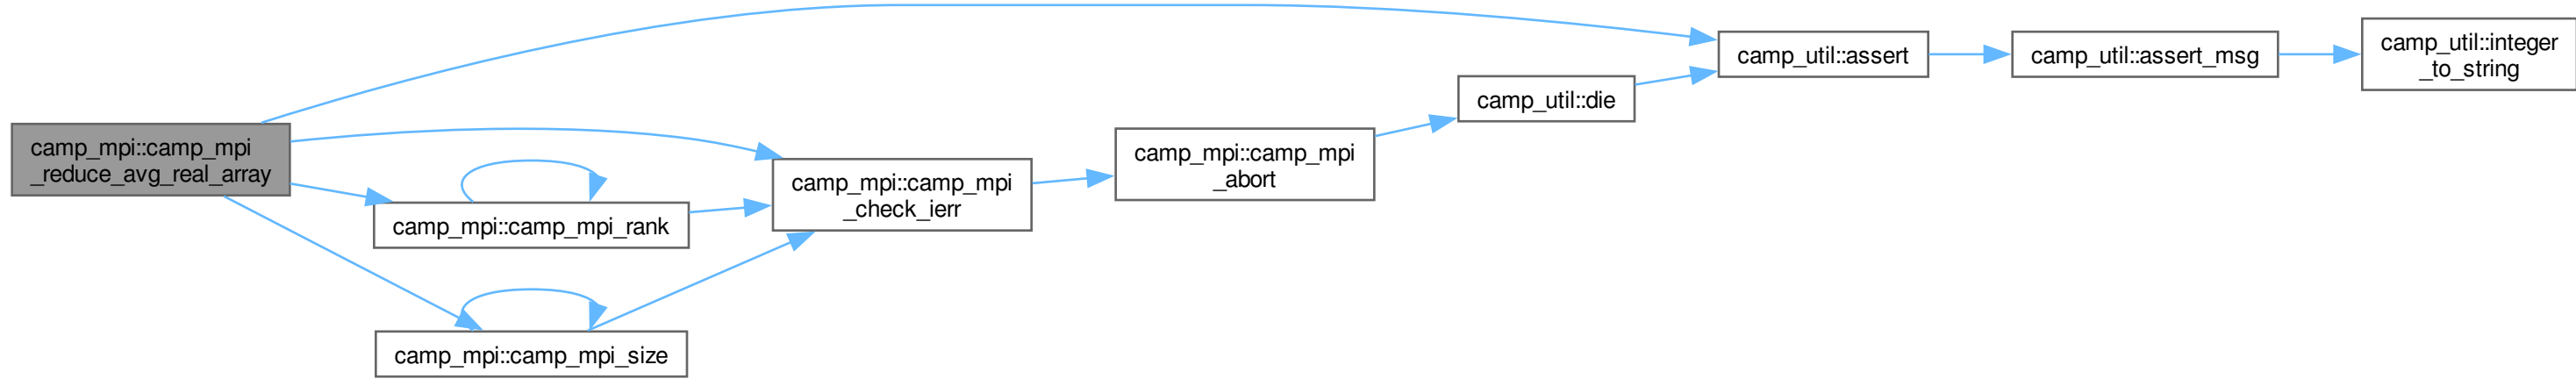 camp_mpi::camp_mpi
_reduce_avg_real_array
camp_mpi::camp_mpi_rank
camp_mpi::camp_mpi_size
camp_mpi::camp_mpi
_check_ierr
camp_mpi::camp_mpi
_abort
camp_util::die
camp_util::assert
camp_util::assert_msg
camp_util::integer
_to_string